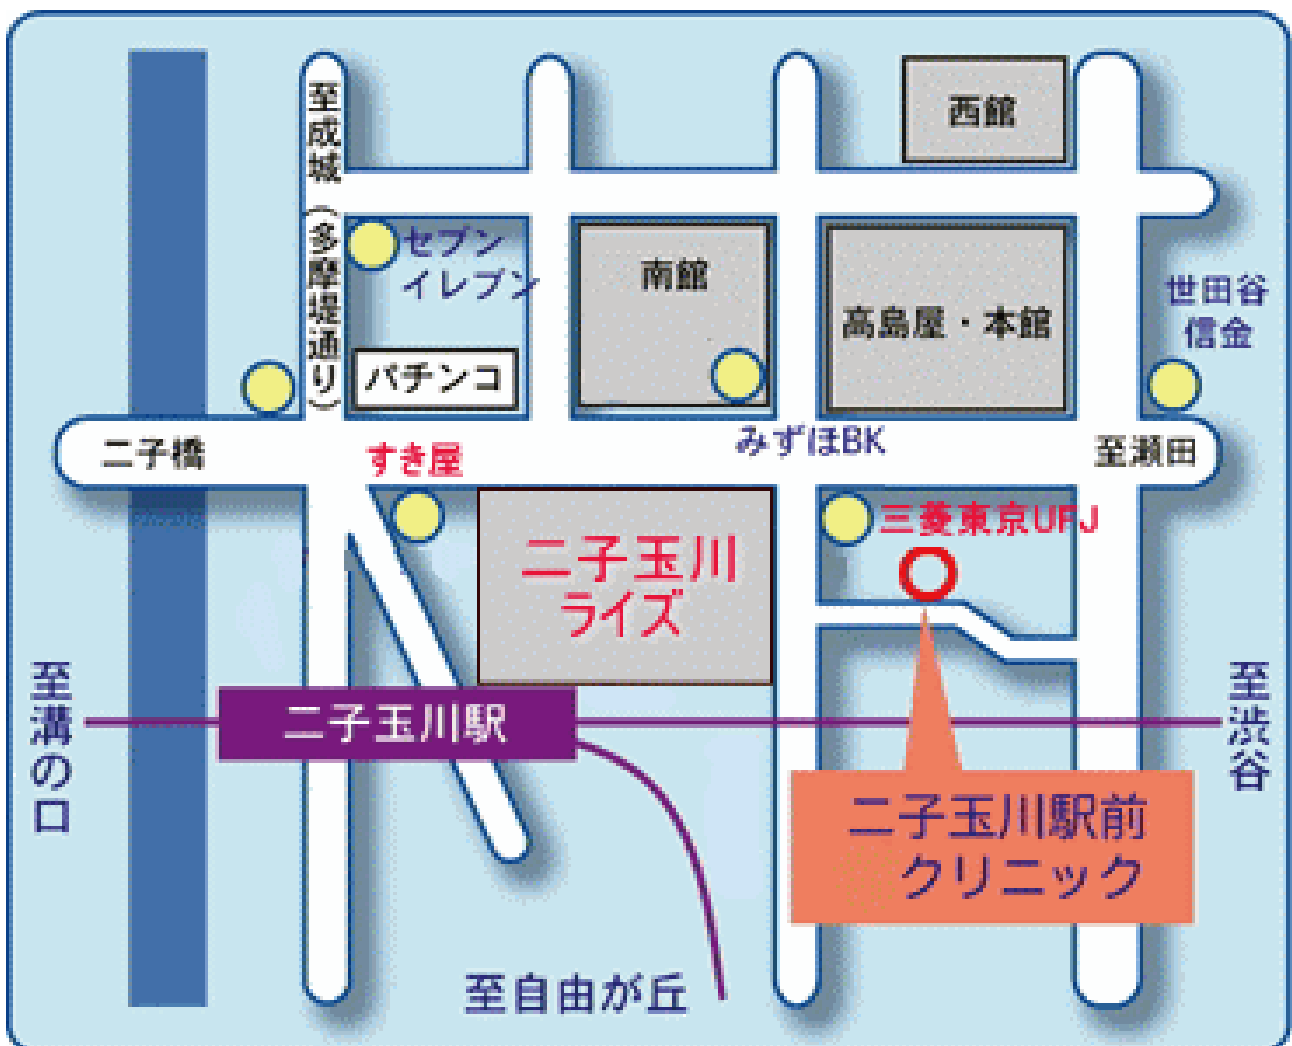 西館
至成城
(多摩堤通り)
セブン
イレブン
南館
高島屋・本館
世田谷
信金
パチンコ
二子橋
すき屋
みずほBK
至瀬田
三菱東京UFJ
二子玉川
ライズ
至溝の口
二子玉川駅
至渋谷
二子玉川駅前
クリニック
至自由が丘